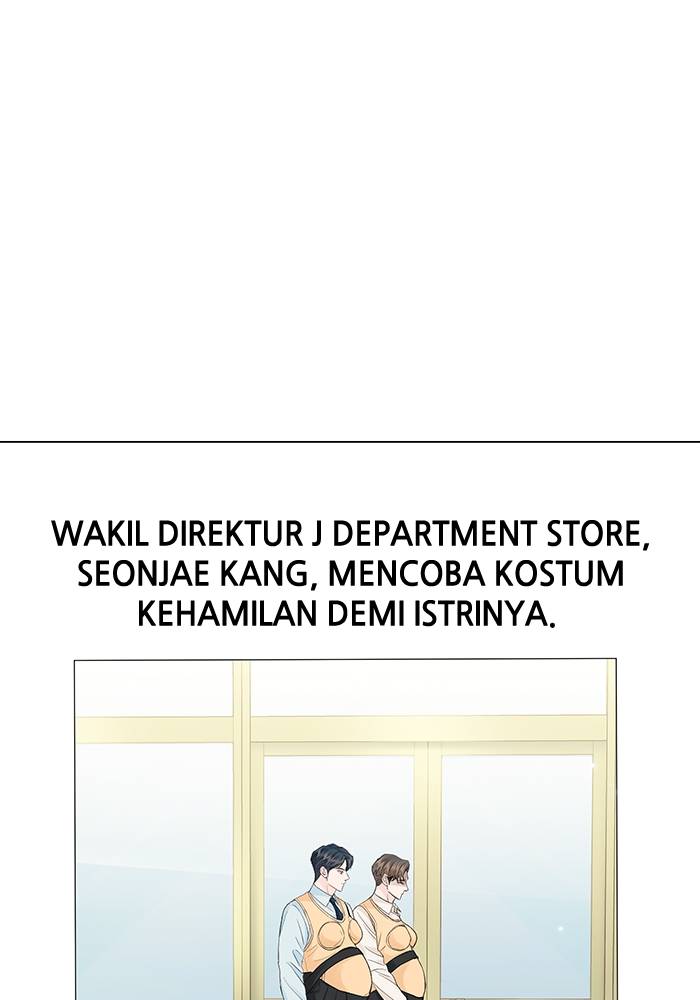 WAKIL DIREKTUR J DEPARTMENT STORE,
SEONJAE KANG, MENCOBA KOSTUM
KEHAMILAN DEMI ISTRINYA.